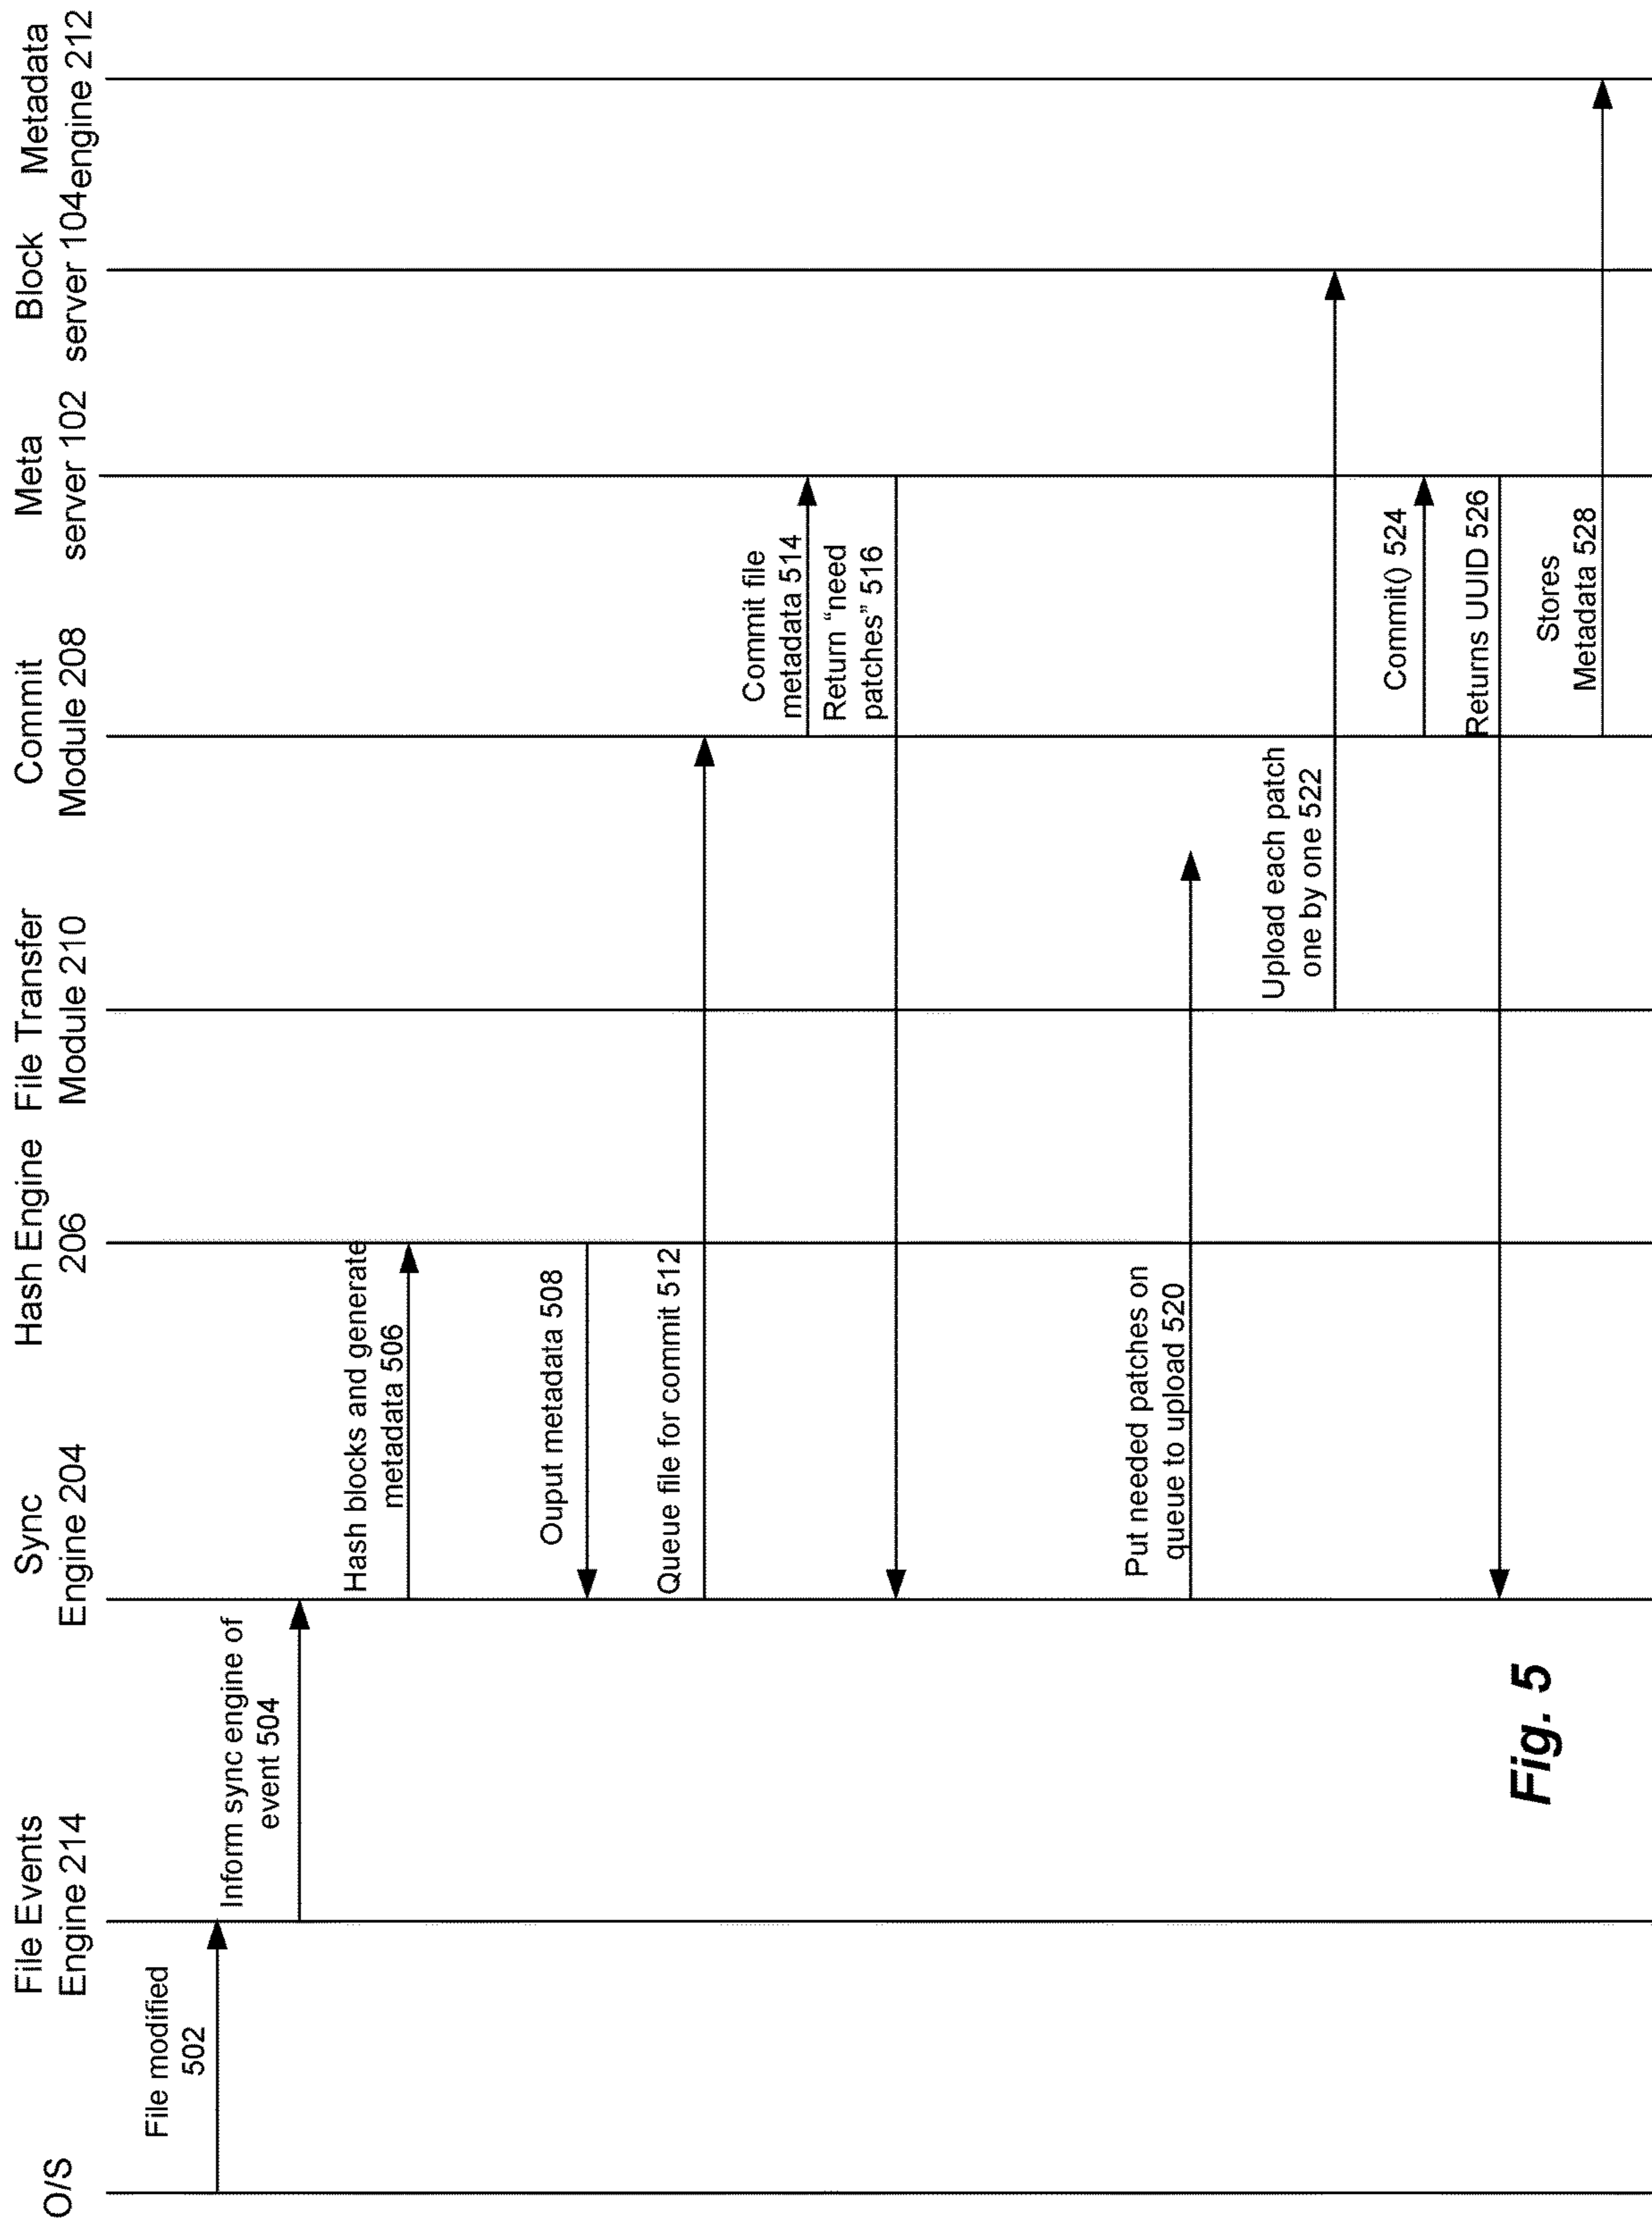 O/S
File Events
Engine 214
Sync
Engine 204
Hash Engine
206
File Transfer
Module 210
Commit
Module 208
Meta
server 102
Block
server 104
Metadata
engine 212
File modified
502
Inform sync engine of
event 504
Hash blocks and generate
metadata 506
Ouput metadata 508
Queue file for commit 512
Commit file
metadata 514
Return “need
patches” 516
Put needed patches on
queue to upload 520
Upload each patch
one by one 522
Commit() 524
Returns UUID 526
Stores
Metadata 528
Fig. 5